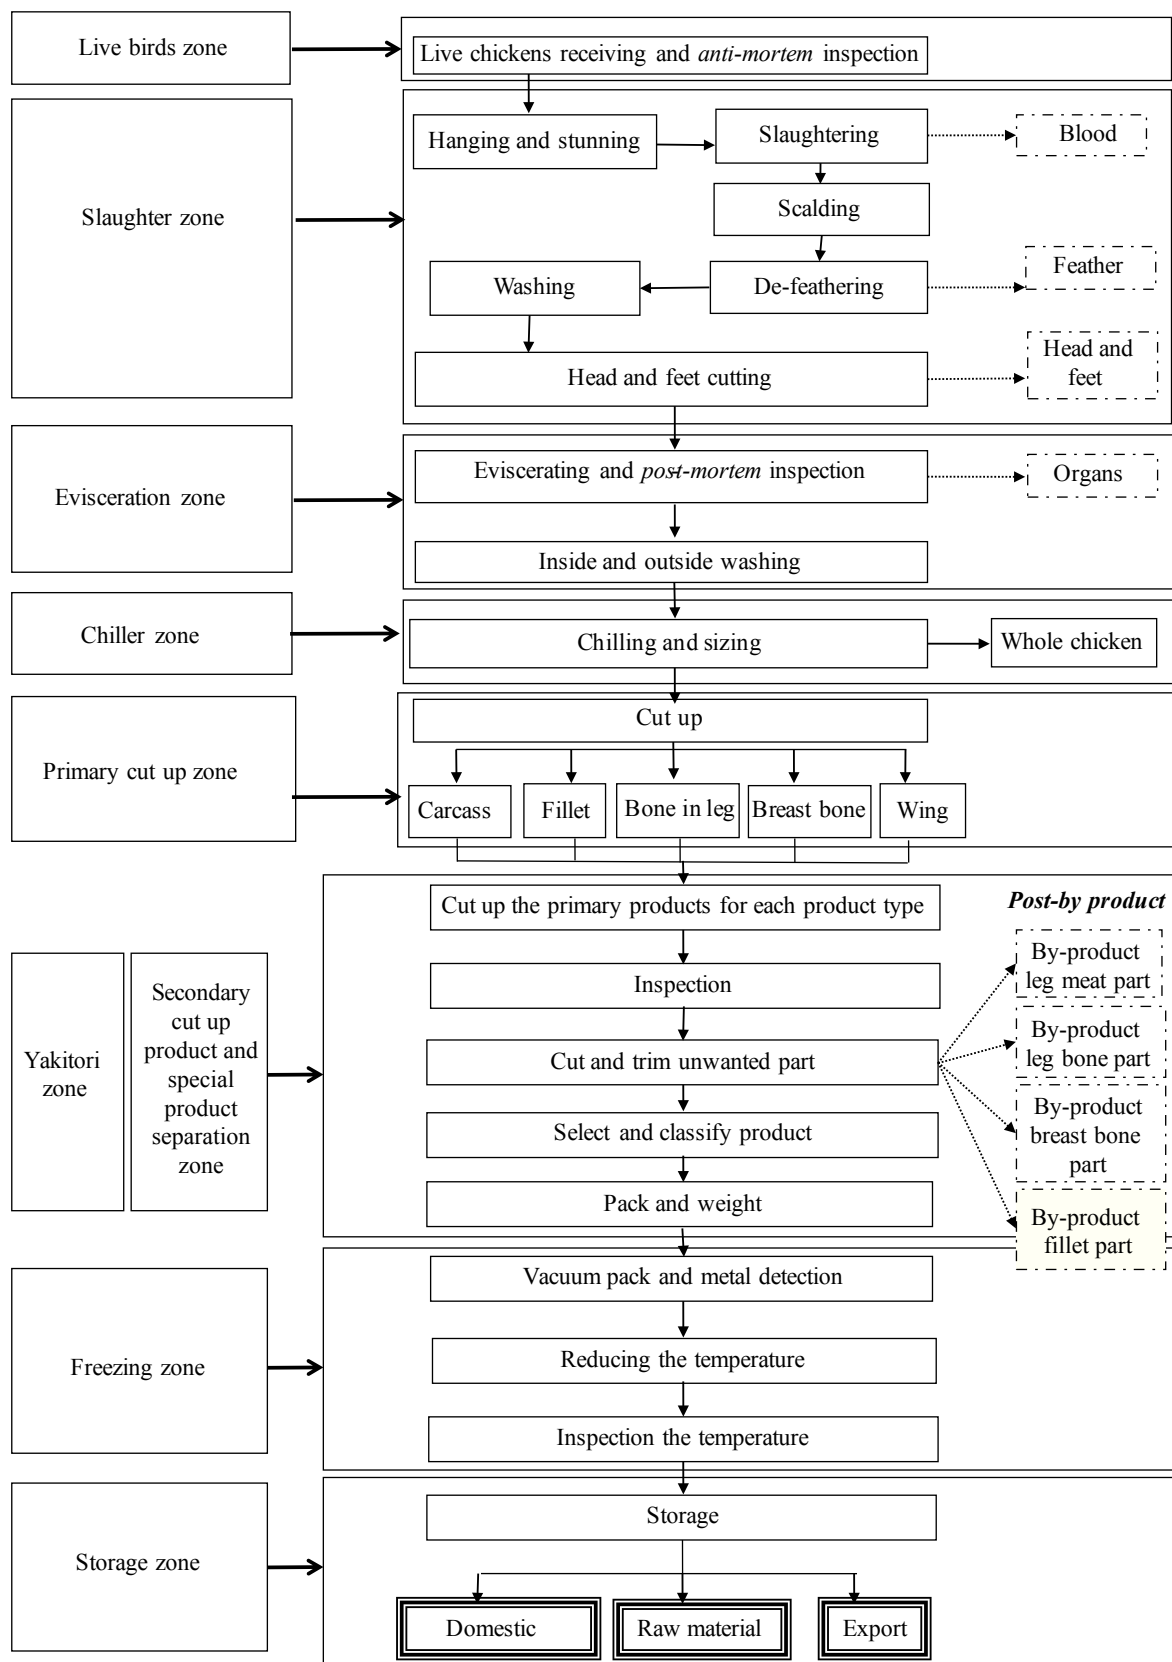 Live birds zone
Live chickens receiving and anti-mortem inspection
Slaughter zone
Hanging and stunning
Slaughtering
Blood
Scalding
Washing
De-feathering
Feather
Head and feet cutting
Head and
feet
Evisceration zone
Eviscerating and post-mortem inspection
Organs
Inside and outside washing
Chiller zone
Chilling and sizing
Whole chicken
Primary cut up zone
Cut up
Carcass
Fillet
Bone in leg
Breast bone
Wing
Yakitori
zone
Secondary
cut up
product and
special
product
separation
zone
Cut up the primary products for each product type
Inspection
Cut and trim unwanted part
Select and classify product
Pack and weight
Post-by product
By-product
leg meat part
By-product
leg bone part
By-product
breast bone
part
By-product
fillet part
Freezing zone
Vacuum pack and metal detection
Reducing the temperature
Inspection the temperature
Storage zone
Storage
Domestic
Raw material
Export